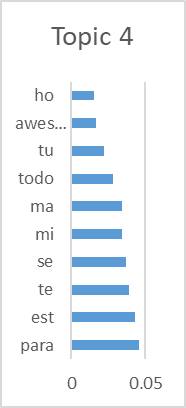 Topic 4
ho
awes...
tu
todo
ma
mi
se
te
est
para
0 0.05